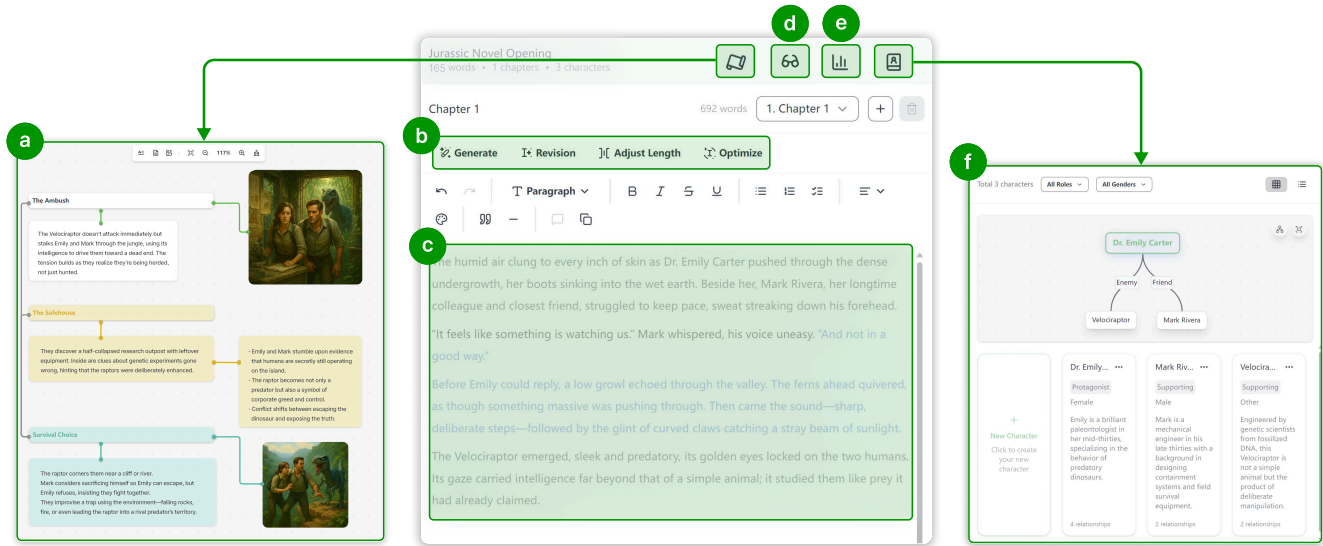 d
e
Jurassic Novel Opening
165 words • 1 chapters • 3 characters
Chapter 1
692 words
1. Chapter 1
b
Generate
Revision
Adjust Length
Optimize
Paragraph
B
I
S
U
c
The humid air clung to every inch of skin as Dr. Emily Carter pushed through the dense
undergrowth, her boots sinking into the wet earth. Beside her, Mark Rivera, her longtime
colleague and closest friend, struggled to keep pace, sweat streaking down his forehead.
"It feels like something is watching us." Mark whispered, his voice uneasy. "And not in a
good way."
Before Emily could reply, a low growl echoed through the valley. The ferns ahead quivered,
as though something massive was pushing through. Then came the sound—sharp,
deliberate steps—followed by the glint of curved claws catching a stray beam of sunlight.
The Velociraptor emerged, sleek and predatory, its golden eyes locked on the two humans.
Its gaze carried intelligence far beyond that of a simple animal; it studied them like prey it
had already claimed.
a
117%
The Ambush
The Velociraptor doesn't attack immediately but
stalks Emily and Mark through the jungle, using its
intelligence to drive them toward a dead end. The
tension builds as they realize they're being herded,
not just hunted.
The Safehouse
They discover a half-collapsed research outpost with leftover
equipment. Inside are clues about genetic experiments gone
wrong, hinting that the raptors were deliberately enhanced.
· Emily and Mark stumble upon evidence
that humans are secretly still operating
on the island.
· The raptor becomes not only a
predator but also a symbol of
corporate greed and control.
· Conflict shifts between escaping the
dinosaur and exposing the truth.
Survival Choice
The raptor corners them near a cliff or river.
Mark considers sacrificing himself so Emily can escape, but
Emily refuses, insisting they fight together.
They improvise a trap using the environment—falling rocks,
fire, or even leading the raptor into a rival predator's territory.
f
Total 3 characters
All Roles
All Genders
Dr. Emily Carter
Enemy
Friend
Velociraptor
Mark Rivera
+
New Character
Click to create
your new
character
Dr. Emily... •••
Protagonist
Female
Emily is a brilliant
paleontologist in
her mid-thirties,
specializing in the
behavior of
predatory
dinosaurs.
4 relationships
Mark Riv... •••
Supporting
Male
Mark is a
mechanical
engineer in his
late thirties with a
background in
designing
containment
systems and field
survival
equipment.
2 relationships
Velocira... •••
Supporting
Other
Engineered by
genetic scientists
from fossilized
DNA, this
Velociraptor is
not a simple
animal but the
product of
deliberate
manipulation.
2 relationships